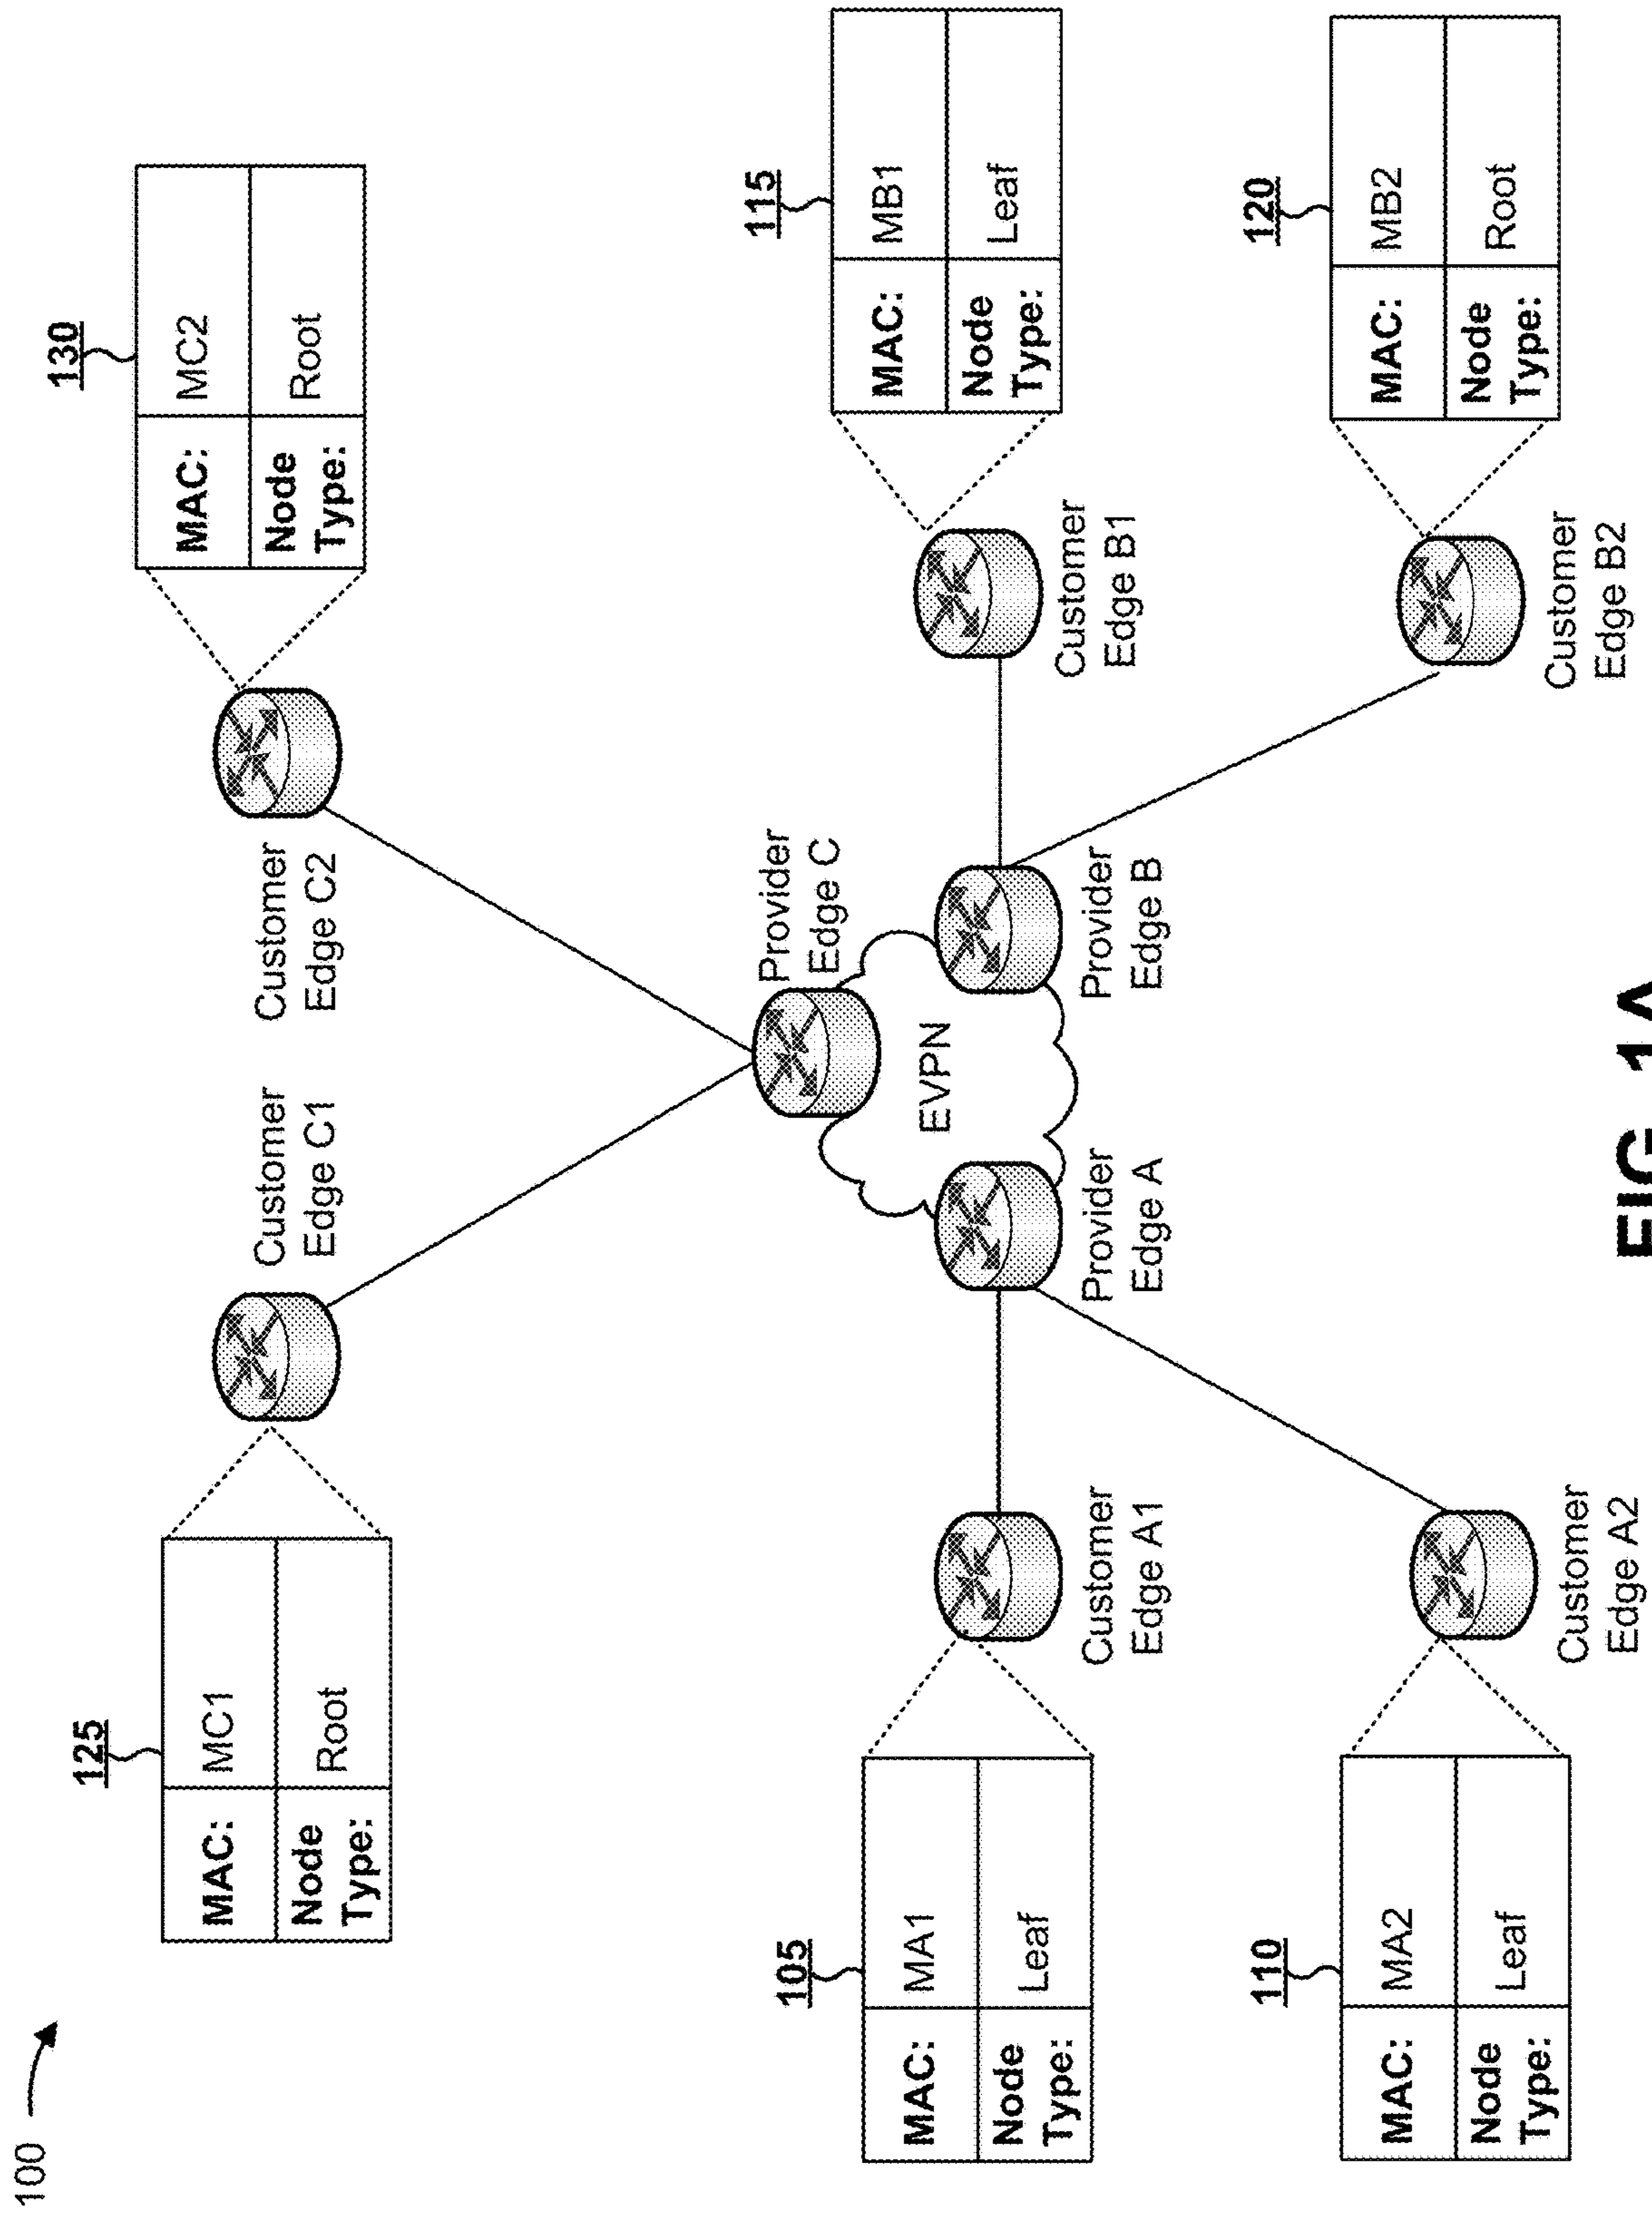 100
125
MAC: MC1
Node Type: Root
Customer
Edge C1
130
MAC: MC2
Node Type: Root
Customer
Edge C2
Provider
Edge C
EVPN
105
MAC: MA1
Node Type: Leaf
Customer
Edge A1
Provider
Edge A
Provider
Edge B
115
MAC: MB1
Node Type: Leaf
Customer
Edge B1
110
MAC: MA2
Node Type: Leaf
Customer
Edge A2
120
MAC: MB2
Node Type: Root
Customer
Edge B2
FIG. 1A